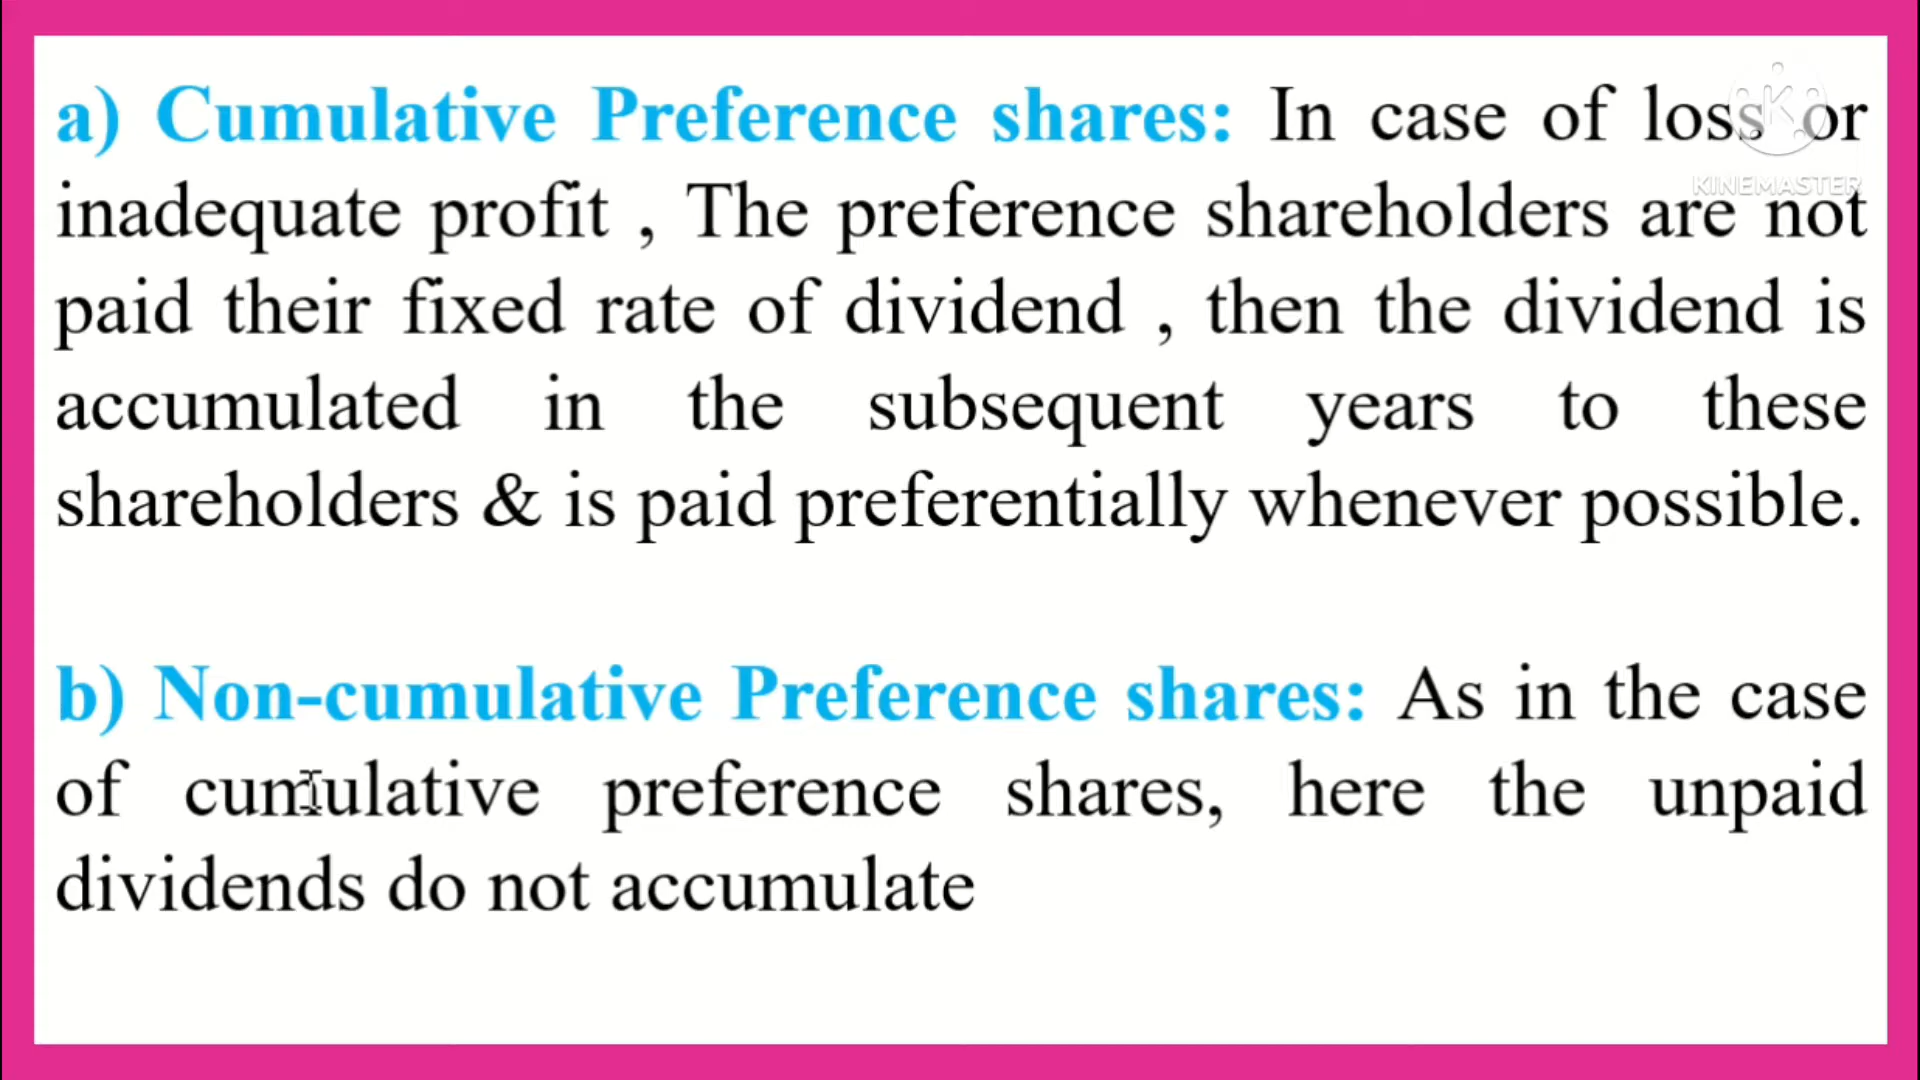 a) Cumulative Preference shares: In case of loss or
inadequate profit , The preference shareholders are not
paid their fixed rate of dividend , then the dividend is
accumulated in the subsequent years to these
shareholders & is paid preferentially whenever possible.
b) Non-cumulative Preference shares: As in the case
of cumulative preference shares, here the unpaid
dividends do not accumulate
K
KINEMASTER